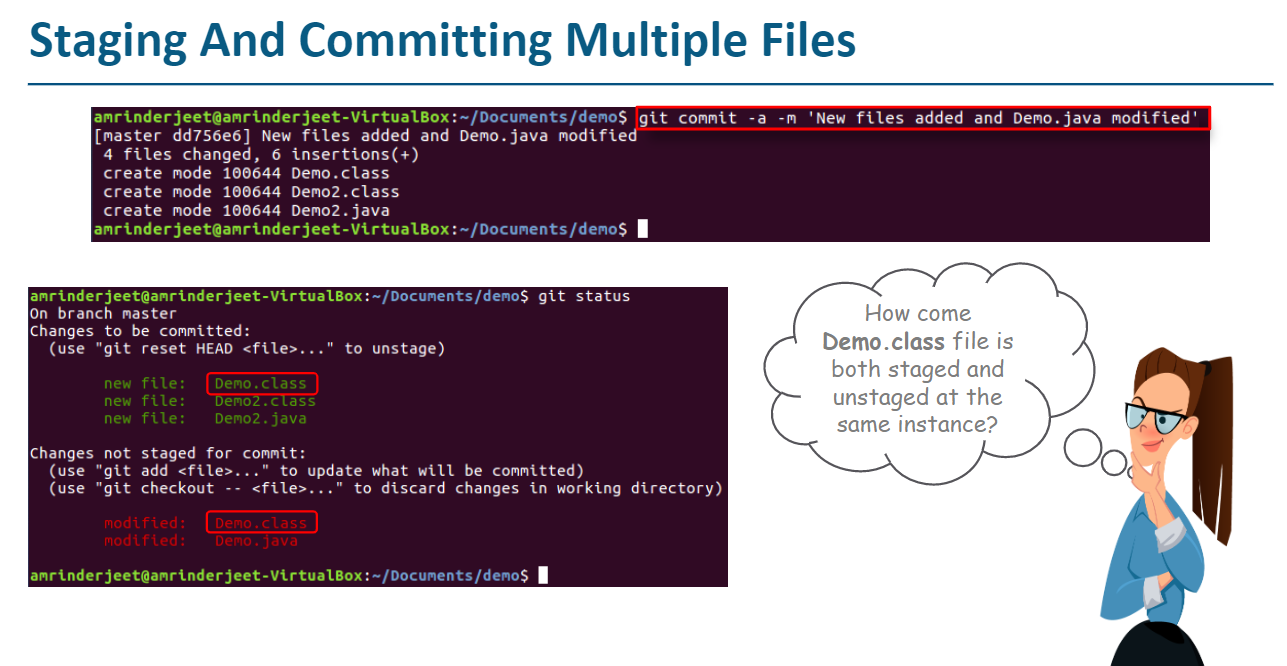 Staging And Committing Multiple Files
amrinderjeet@amrinderjeet-VirtualBox:~/Documents/demo$ git commit -a -m 'New files added and Demo.java modified'
[master dd756e6] New files added and Demo.java modified
4 files changed, 6 insertions(+)
create mode 100644 Demo.class
create mode 100644 Demo2.class
create mode 100644 Demo2.java
amrinderjeet@amrinderjeet-VirtualBox:~/Documents/demo$
amrinderjeet@amrinderjeet-VirtualBox:~/Documents/demo$ git status
On branch master
Changes to be committed:
(use "git reset HEAD <file>..." to unstage)
new file: Demo.class
new file: Demo2.class
new file: Demo2.java
Changes not staged for commit:
(use "git add <file>..." to update what will be committed)
(use "git checkout -- <file>..." to discard changes in working directory)
modified: Demo.class
modified: Demo.java
amrinderjeet@amrinderjeet-VirtualBox:~/Documents/demo$
How come
Demo.class file is
both staged and
unstaged at the
same instance?